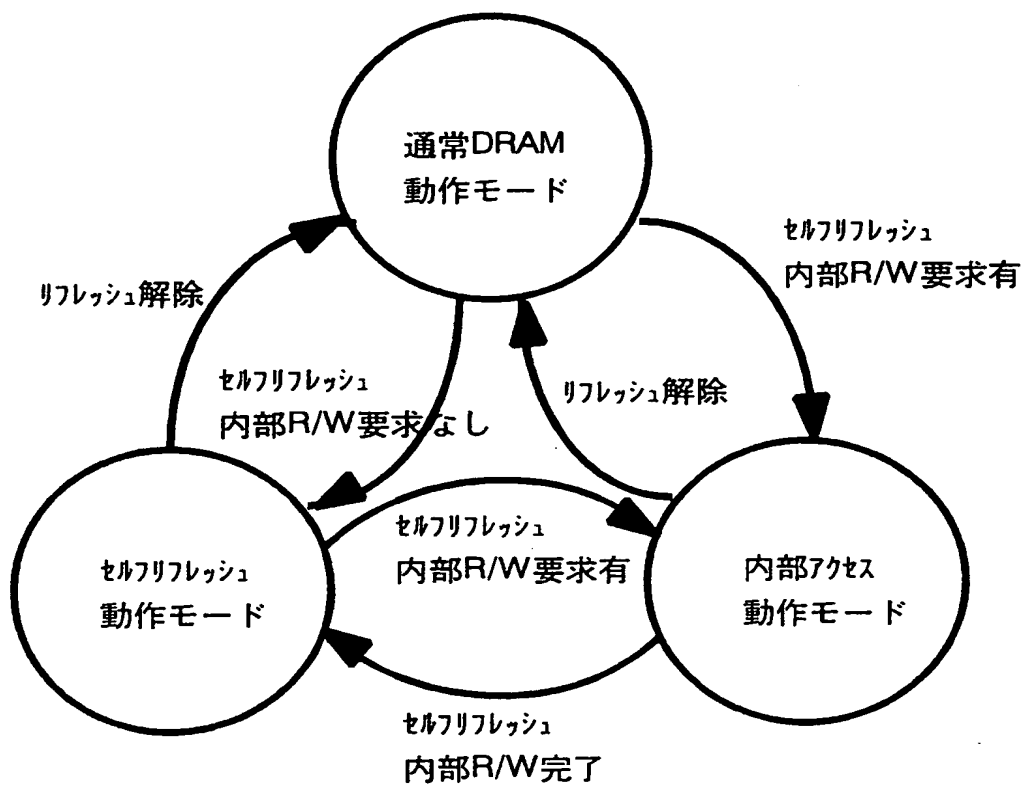 通常DRAM
動作モード
セルフリフレッシュ
内部R/W要求有
リフレッシュ解除
セルフリフレッシュ
内部R/W要求なし
リフレッシュ解除
セルフリフレッシュ
内部R/W要求有
セルフリフレッシュ
動作モード
内部アクセス
動作モード
セルフリフレッシュ
内部R/W完了